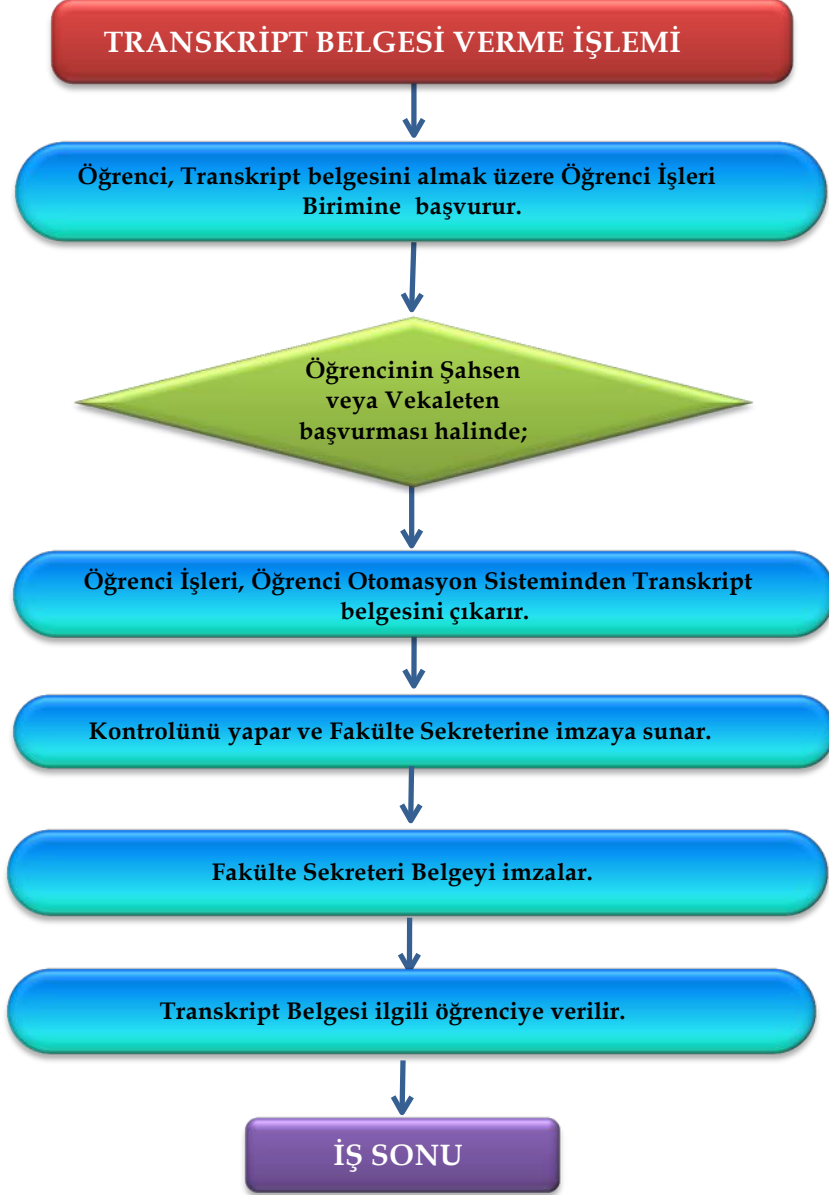 TRANSKRİPT BELGESİ VERME İŞLEMİ
Öğrenci, Transkript belgesini almak üzere Öğrenci İşleri
Birimine başvurur.
Öğrencinin Şahsen
veya Vekaleten
başvurması halinde;
Öğrenci İşleri, Öğrenci Otomasyon Sisteminden Transkript
belgesini çıkarır.
Kontrolünü yapar ve Fakülte Sekreterine imzaya sunar.
Fakülte Sekreteri Belgeyi imzalar.
Transkript Belgesi ilgili öğrenciye verilir.
İŞ SONU